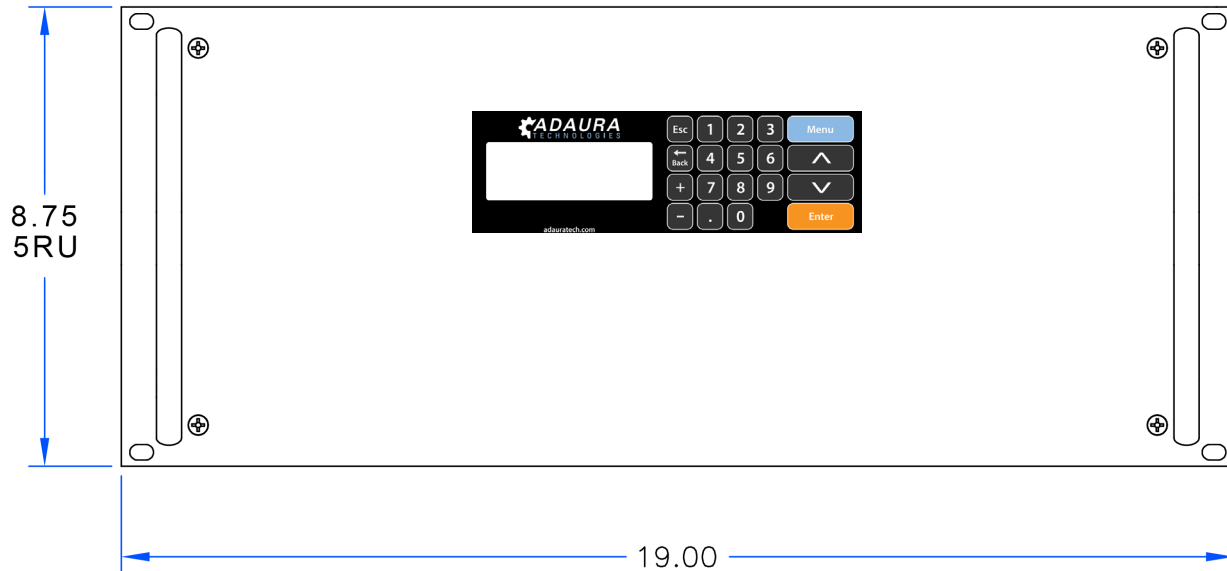 8.75
5RU
ADAURA
TECHNOLOGIES
adauratech.com
Esc 1 2 3 Menu
Back 4 5 6
+ 7 8 9
- . 0 Enter
19.00